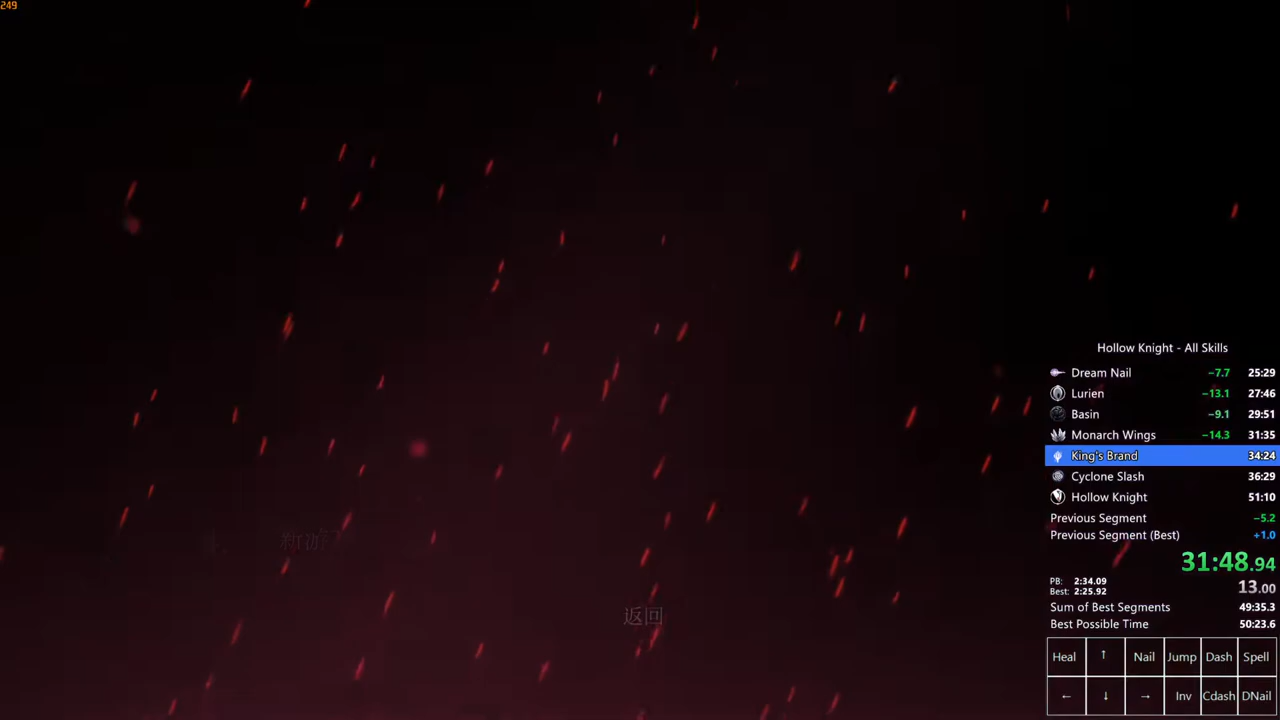 249
Hollow Knight - All Skills
Dream Nail -7.7 25:29
Lurien -13.1 27:46
Basin -9.1 29:51
Monarch Wings -14.3 31:35
King's Brand 34:24
Cyclone Slash 36:29
Hollow Knight 51:10
Previous Segment -5.2
Previous Segment (Best) +1.0
31:48.94
PB: 2:34.09
Best: 2:25.92
13.00
Sum of Best Segments 49:35.3
Best Possible Time 50:23.6
新游
返回
Heal ↑ Nail Jump Dash Spell
← ↓ → Inv Cdash DNail